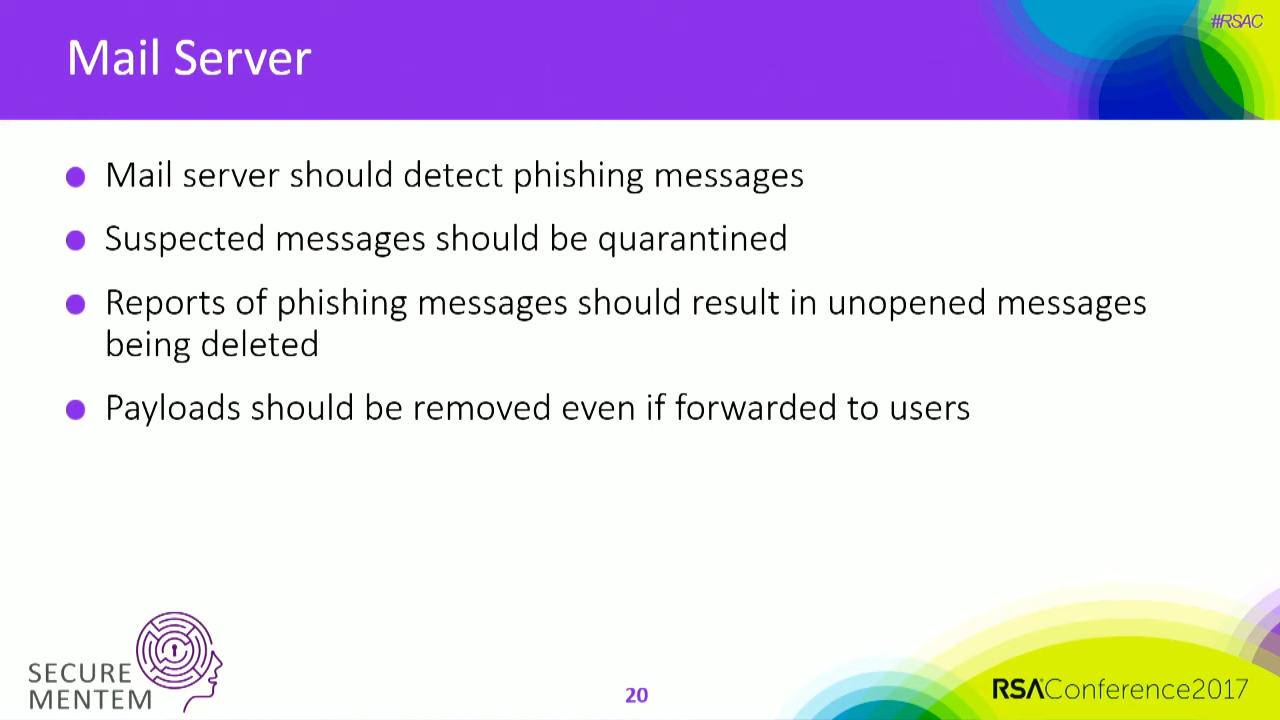 #RSAC
Mail Server
Mail server should detect phishing messages
Suspected messages should be quarantined
Reports of phishing messages should result in unopened messages
being deleted
Payloads should be removed even if forwarded to users
SECURE
MENTEM
20
RSAConference2017